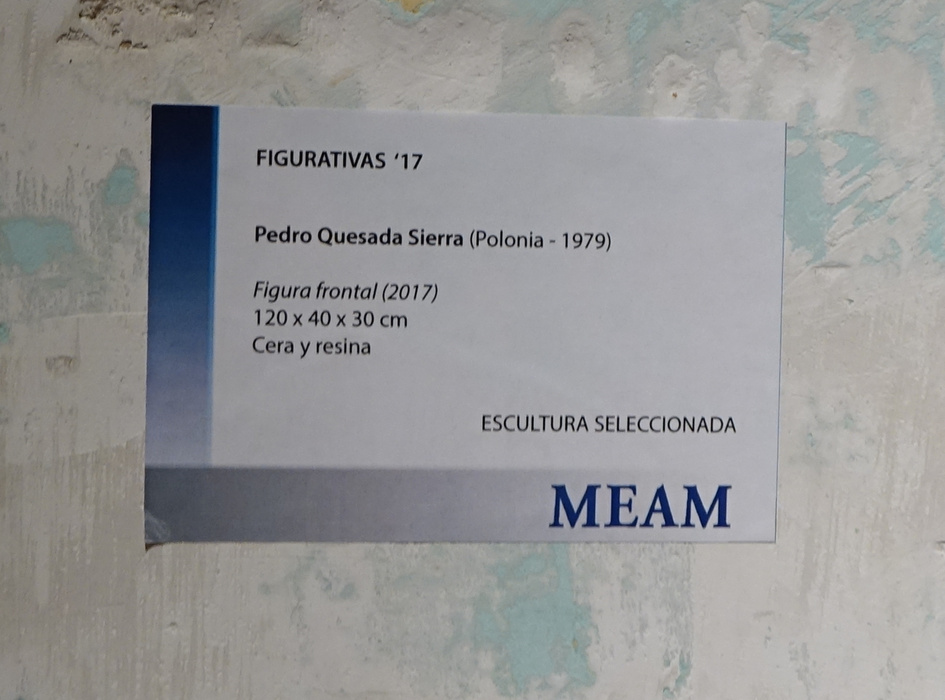 FIGURATIVAS ‘17
Pedro Quesada Sierra (Polonia - 1979)
Figura frontal (2017)
120 x 40 x 30 cm
Cera y resina
ESCULTURA SELECCIONADA
MEAM